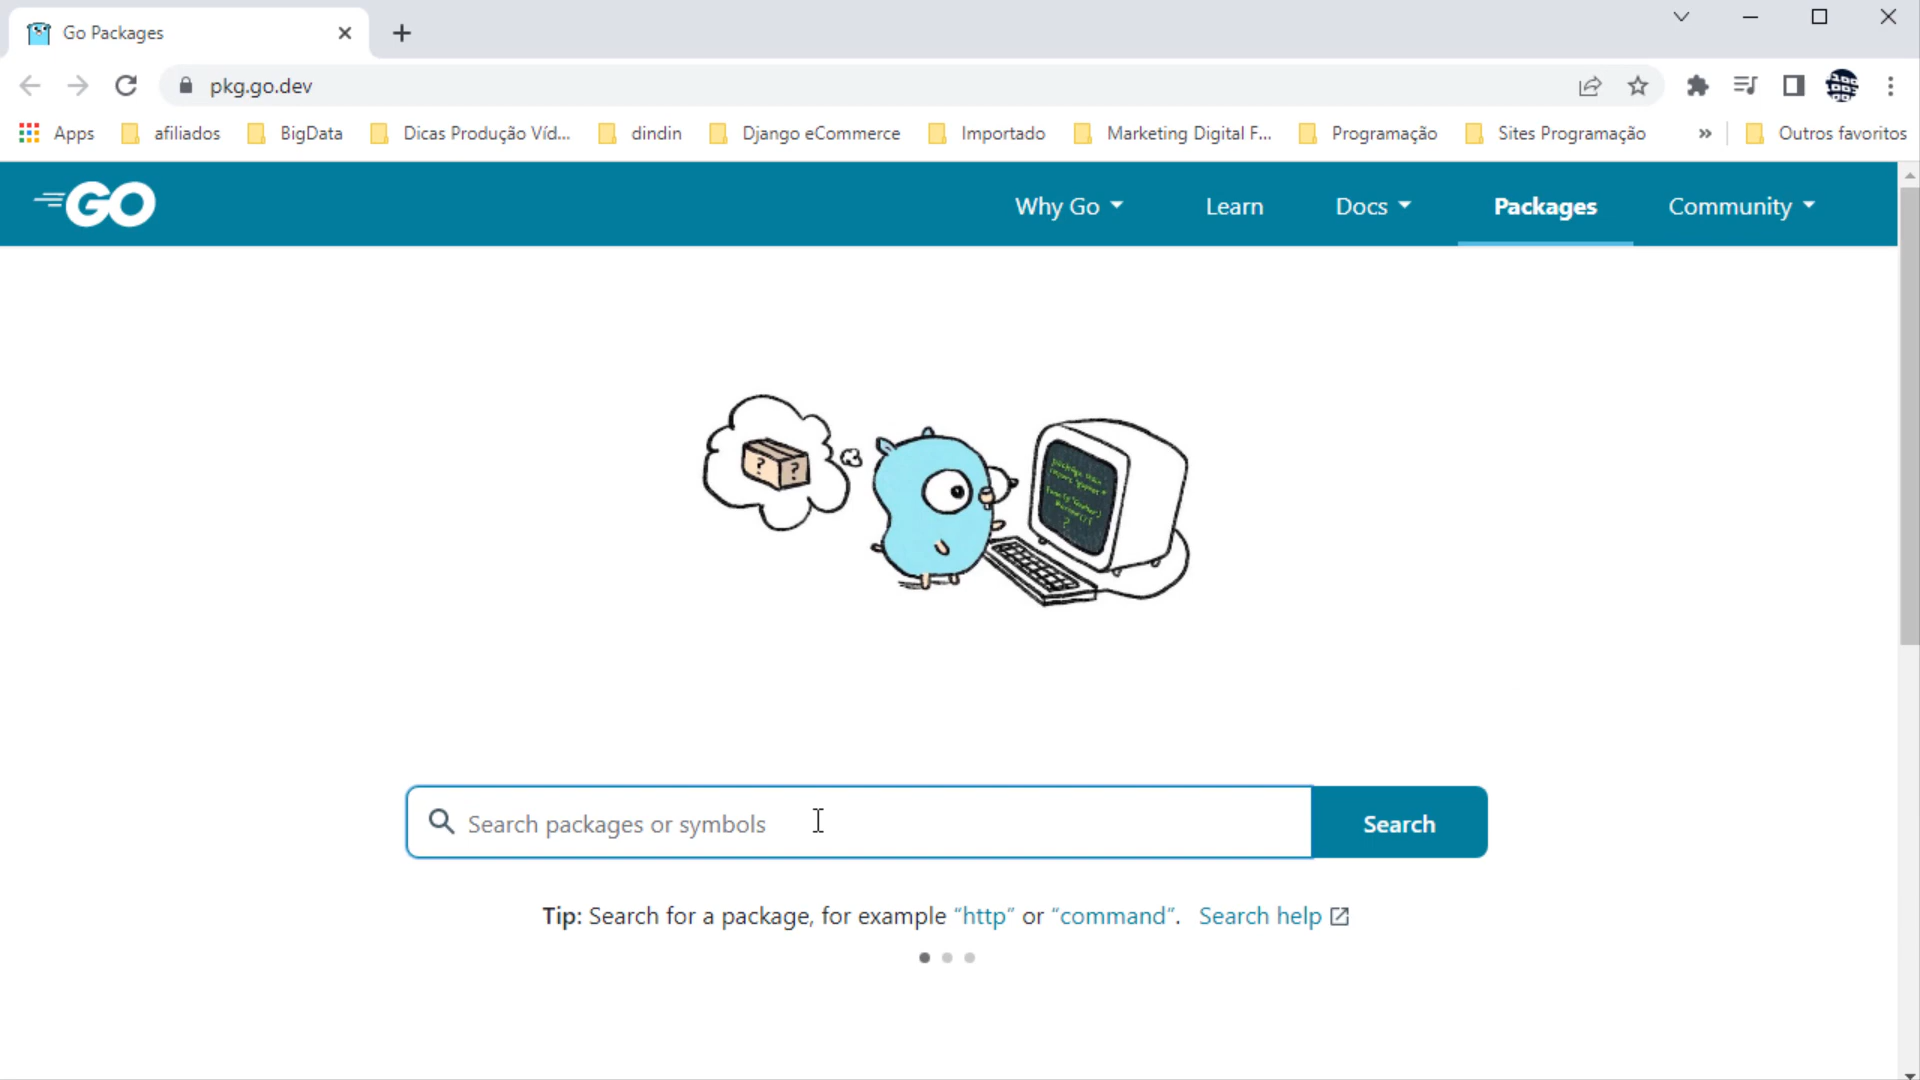 Go Packages
pkg.go.dev
Apps afiliados BigData Dicas Produção Víd... dindin Django eCommerce Importado Marketing Digital F... Programação Sites Programação » Outros favoritos
GO Why Go Learn Docs Packages Community
? ?
Search packages or symbols Search
Tip: Search for a package, for example “http” or “command”. Search help